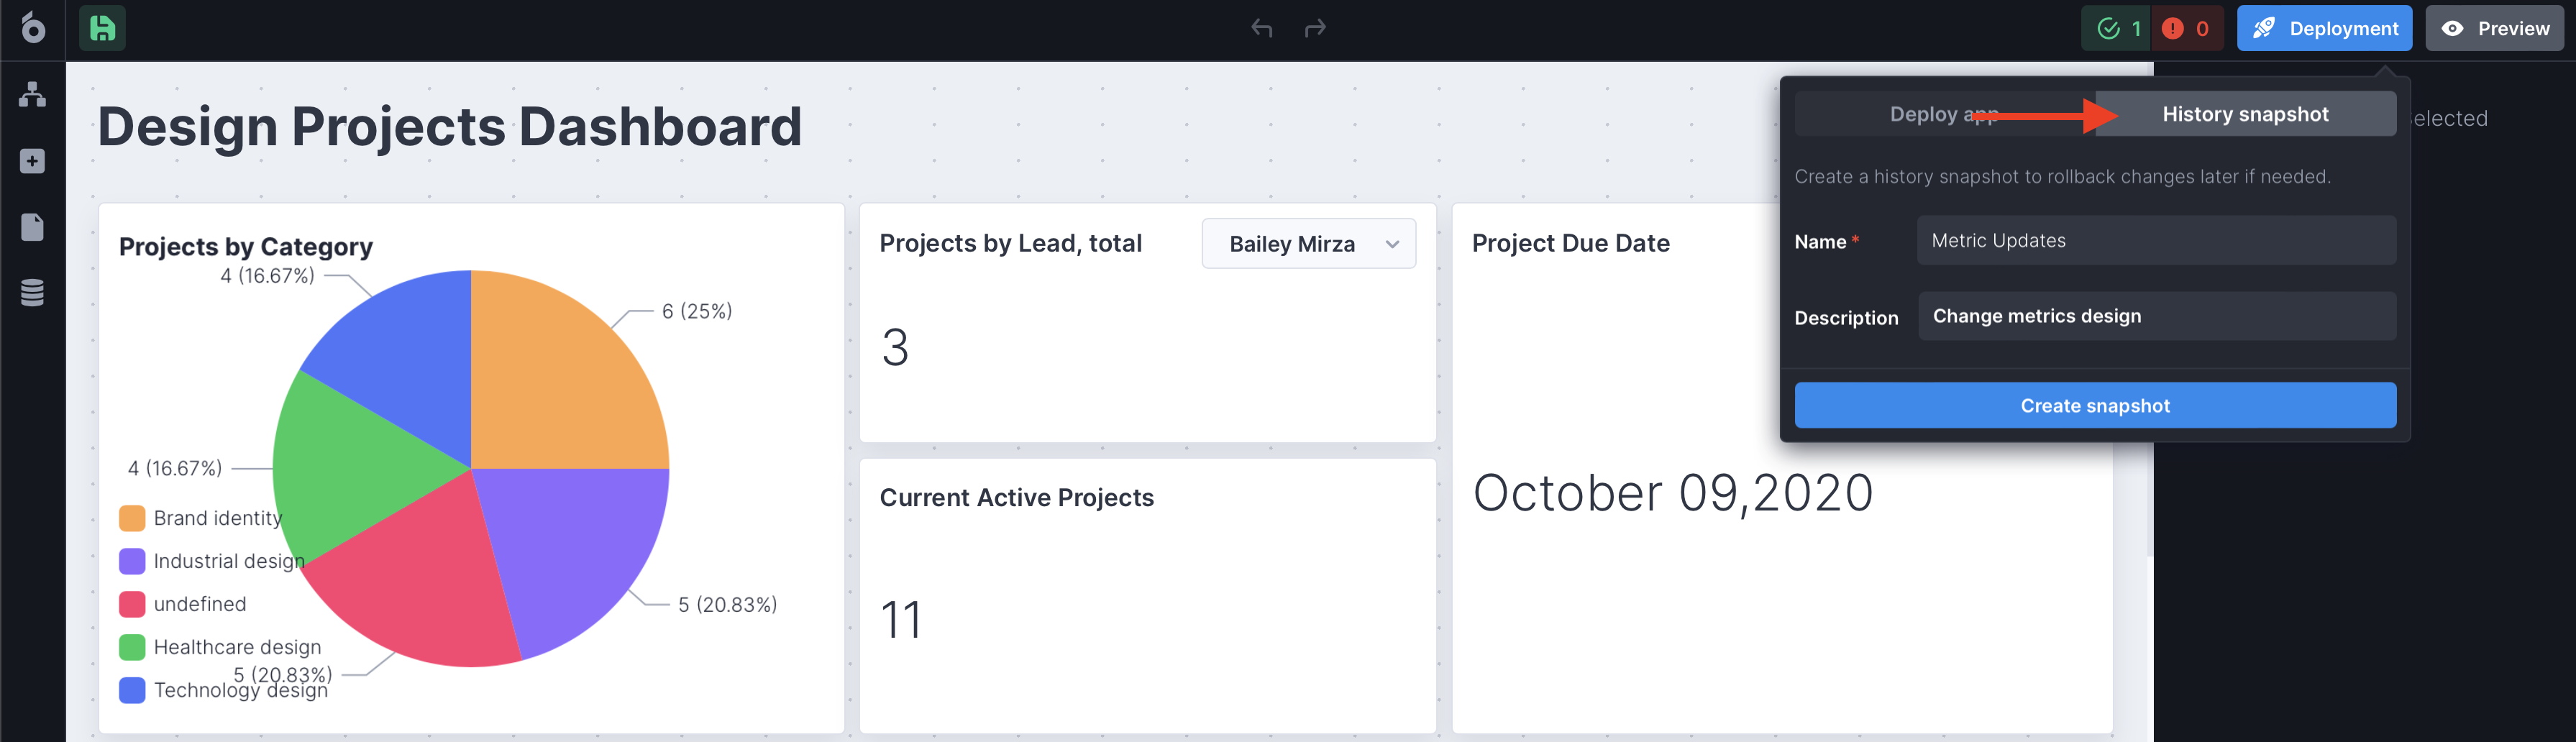 1
0
Deployment
Preview
Design Projects Dashboard
Projects by Category
4 (16.67%)
6 (25%)
4 (16.67%)
5 (20.83%)
5 (20.83%)
Brand identity
Industrial design
undefined
Healthcare design
Technology design
Projects by Lead, total
Bailey Mirza
3
Current Active Projects
11
Project Due Date
October 09,2020
Deploy app
History snapshot
Create a history snapshot to rollback changes later if needed.
Name *
Metric Updates
Description
Change metrics design
Create snapshot
elected